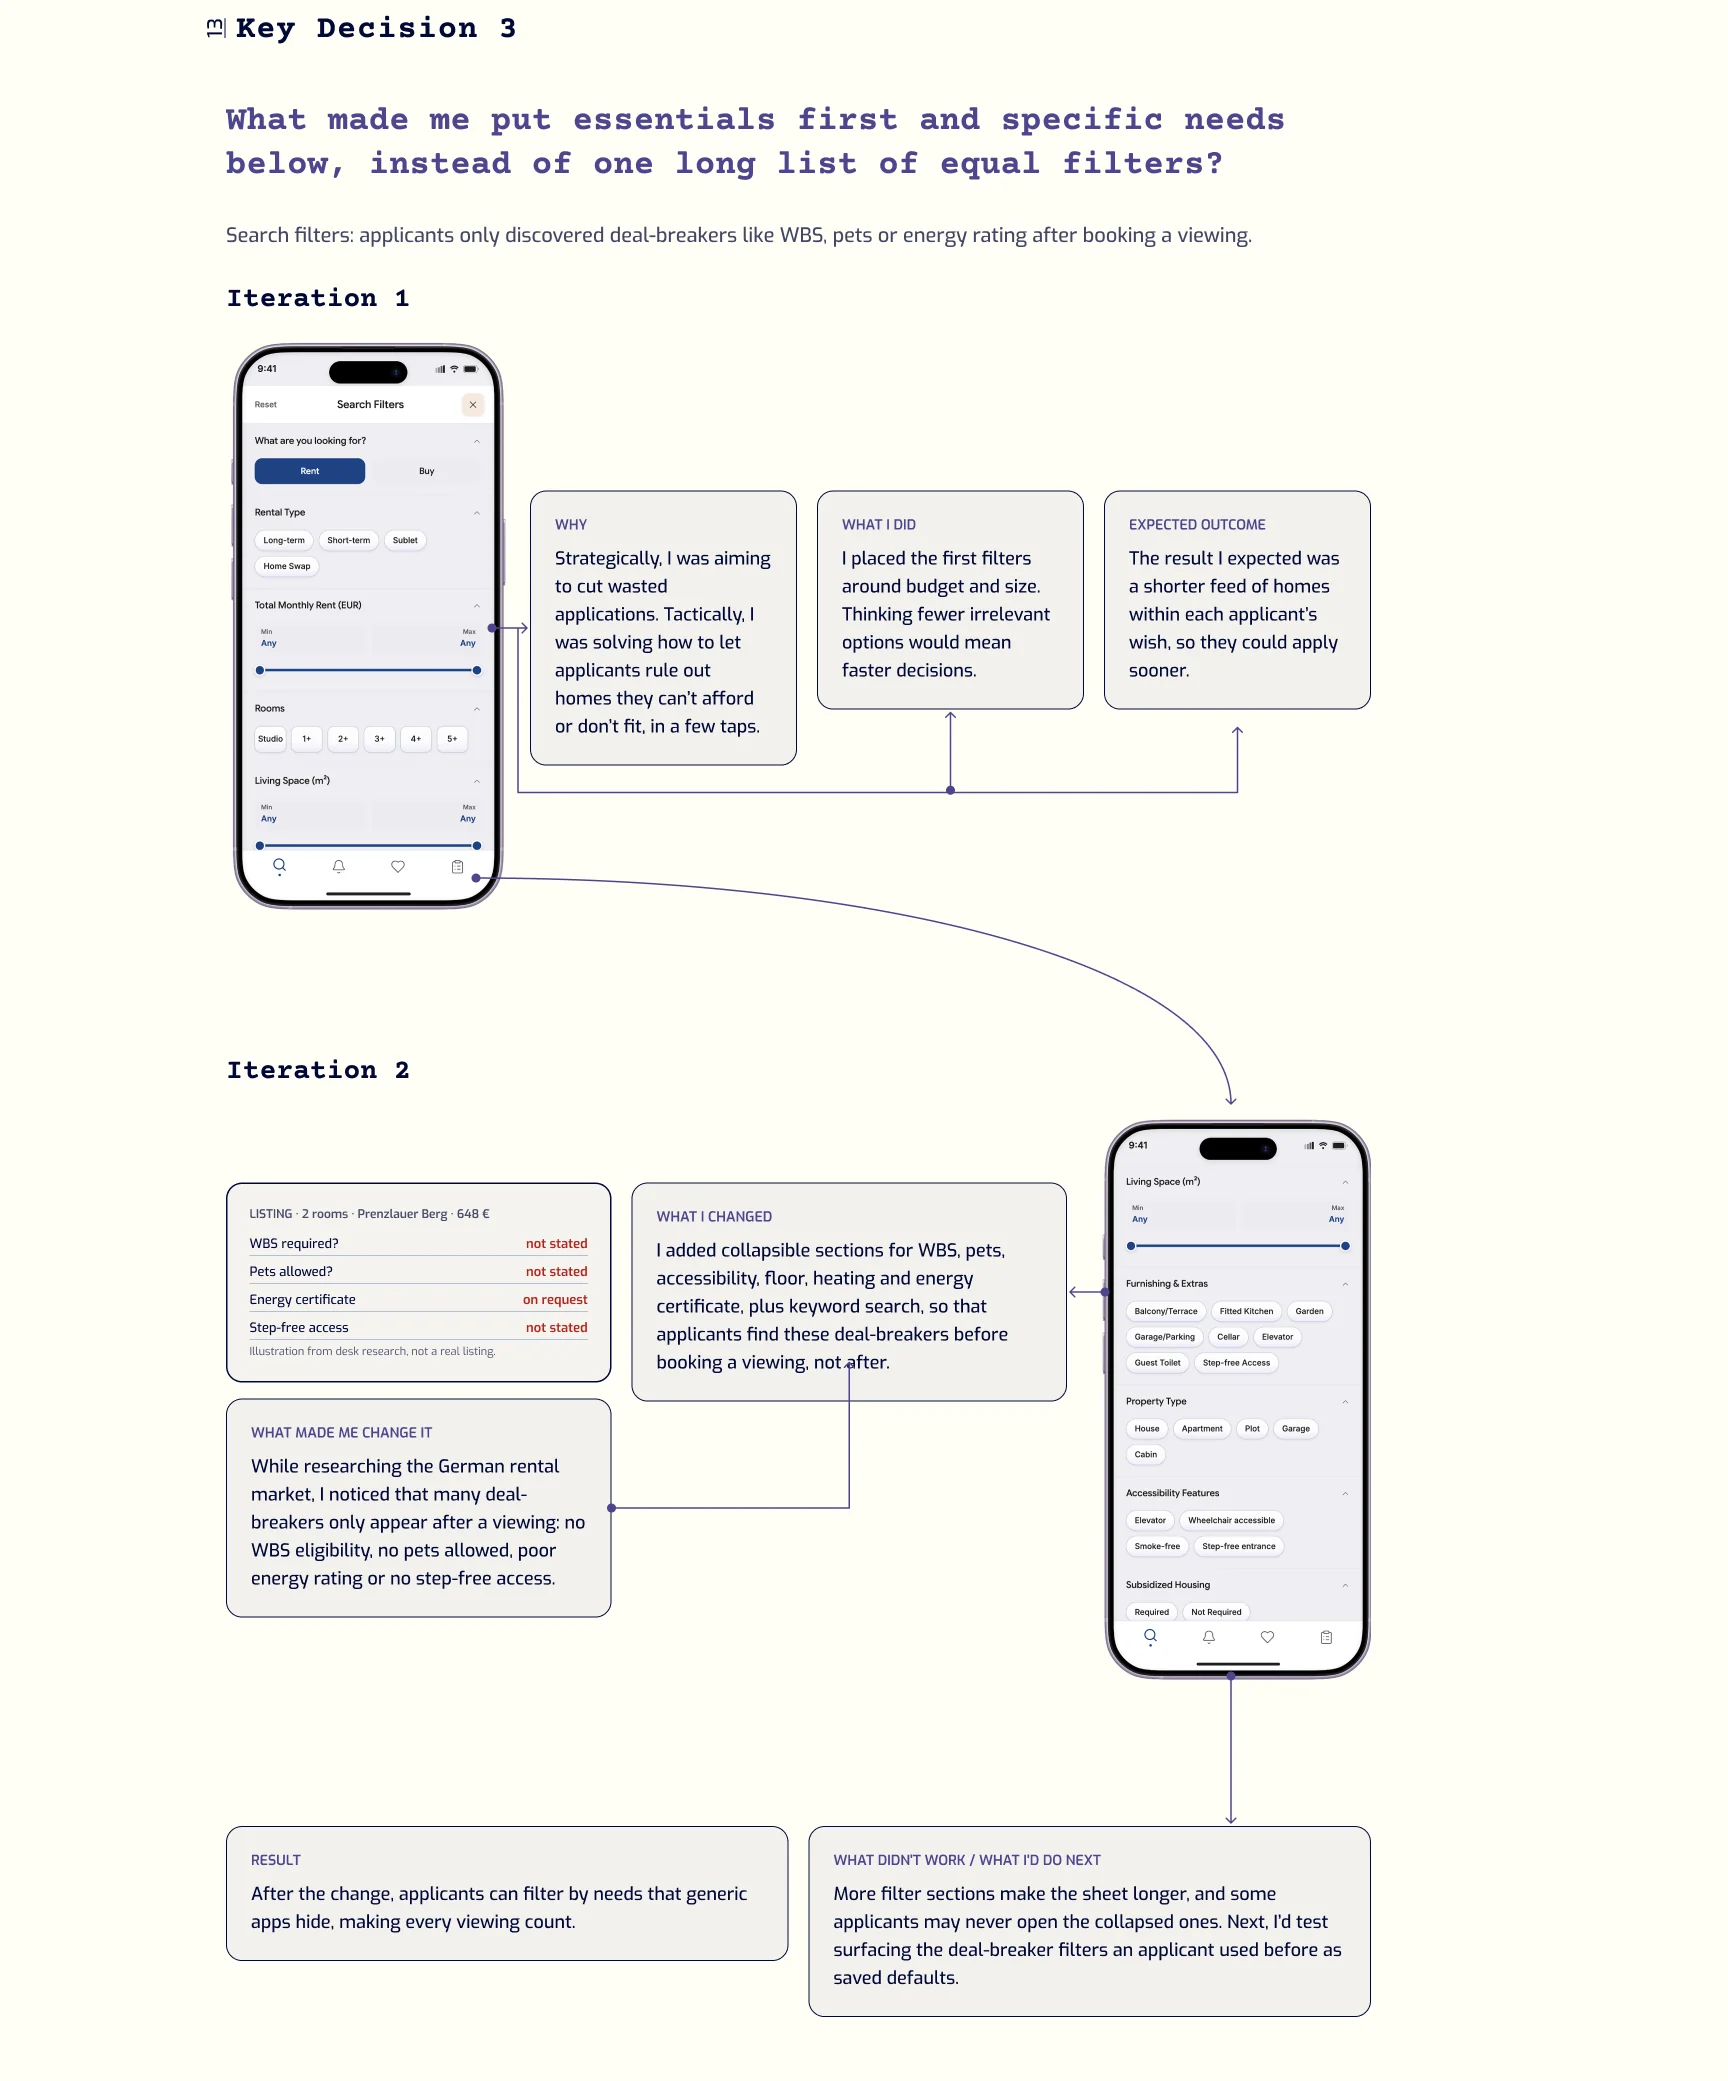 13 Key Decision 3
What made me put essentials first and specific needs
below, instead of one long list of equal filters?
Search filters: applicants only discovered deal-breakers like WBS, pets or energy rating after booking a viewing.
Iteration 1
9:41
Reset Search Filters
What are you looking for?
Rent Buy
Rental Type
Long-term Short-term Sublet
Home Swap
Total Monthly Rent (EUR)
Min Max
Any Any
Rooms
Studio 1+ 2+ 3+ 4+ 5+
Living Space (m²)
Min Max
Any Any
WHY
Strategically, I was aiming
to cut wasted
applications. Tactically, I
was solving how to let
applicants rule out
homes they can't afford
or don't fit, in a few taps.
WHAT I DID
I placed the first filters
around budget and size.
Thinking fewer irrelevant
options would mean
faster decisions.
EXPECTED OUTCOME
The result I expected was
a shorter feed of homes
within each applicant's
wish, so they could apply
sooner.
Iteration 2
LISTING · 2 rooms · Prenzlauer Berg · 648 €
WBS required? not stated
Pets allowed? not stated
Energy certificate on request
Step-free access not stated
Illustration from desk research, not a real listing.
WHAT MADE ME CHANGE IT
While researching the German rental
market, I noticed that many deal-
breakers only appear after a viewing: no
WBS eligibility, no pets allowed, poor
energy rating or no step-free access.
WHAT I CHANGED
I added collapsible sections for WBS, pets,
accessibility, floor, heating and energy
certificate, plus keyword search, so that
applicants find these deal-breakers before
booking a viewing, not after.
9:41
Living Space (m²)
Min Max
Any Any
Furnishing & Extras
Balcony/Terrace Fitted Kitchen Garden
Garage/Parking Cellar Elevator
Guest Toilet Step-free Access
Property Type
House Apartment Plot Garage
Cabin
Accessibility Features
Elevator Wheelchair accessible
Smoke-free Step-free entrance
Subsidized Housing
Required Not Required
RESULT
After the change, applicants can filter by needs that generic
apps hide, making every viewing count.
WHAT DIDN'T WORK / WHAT I'D DO NEXT
More filter sections make the sheet longer, and some
applicants may never open the collapsed ones. Next, I'd test
surfacing the deal-breaker filters an applicant used before as
saved defaults.